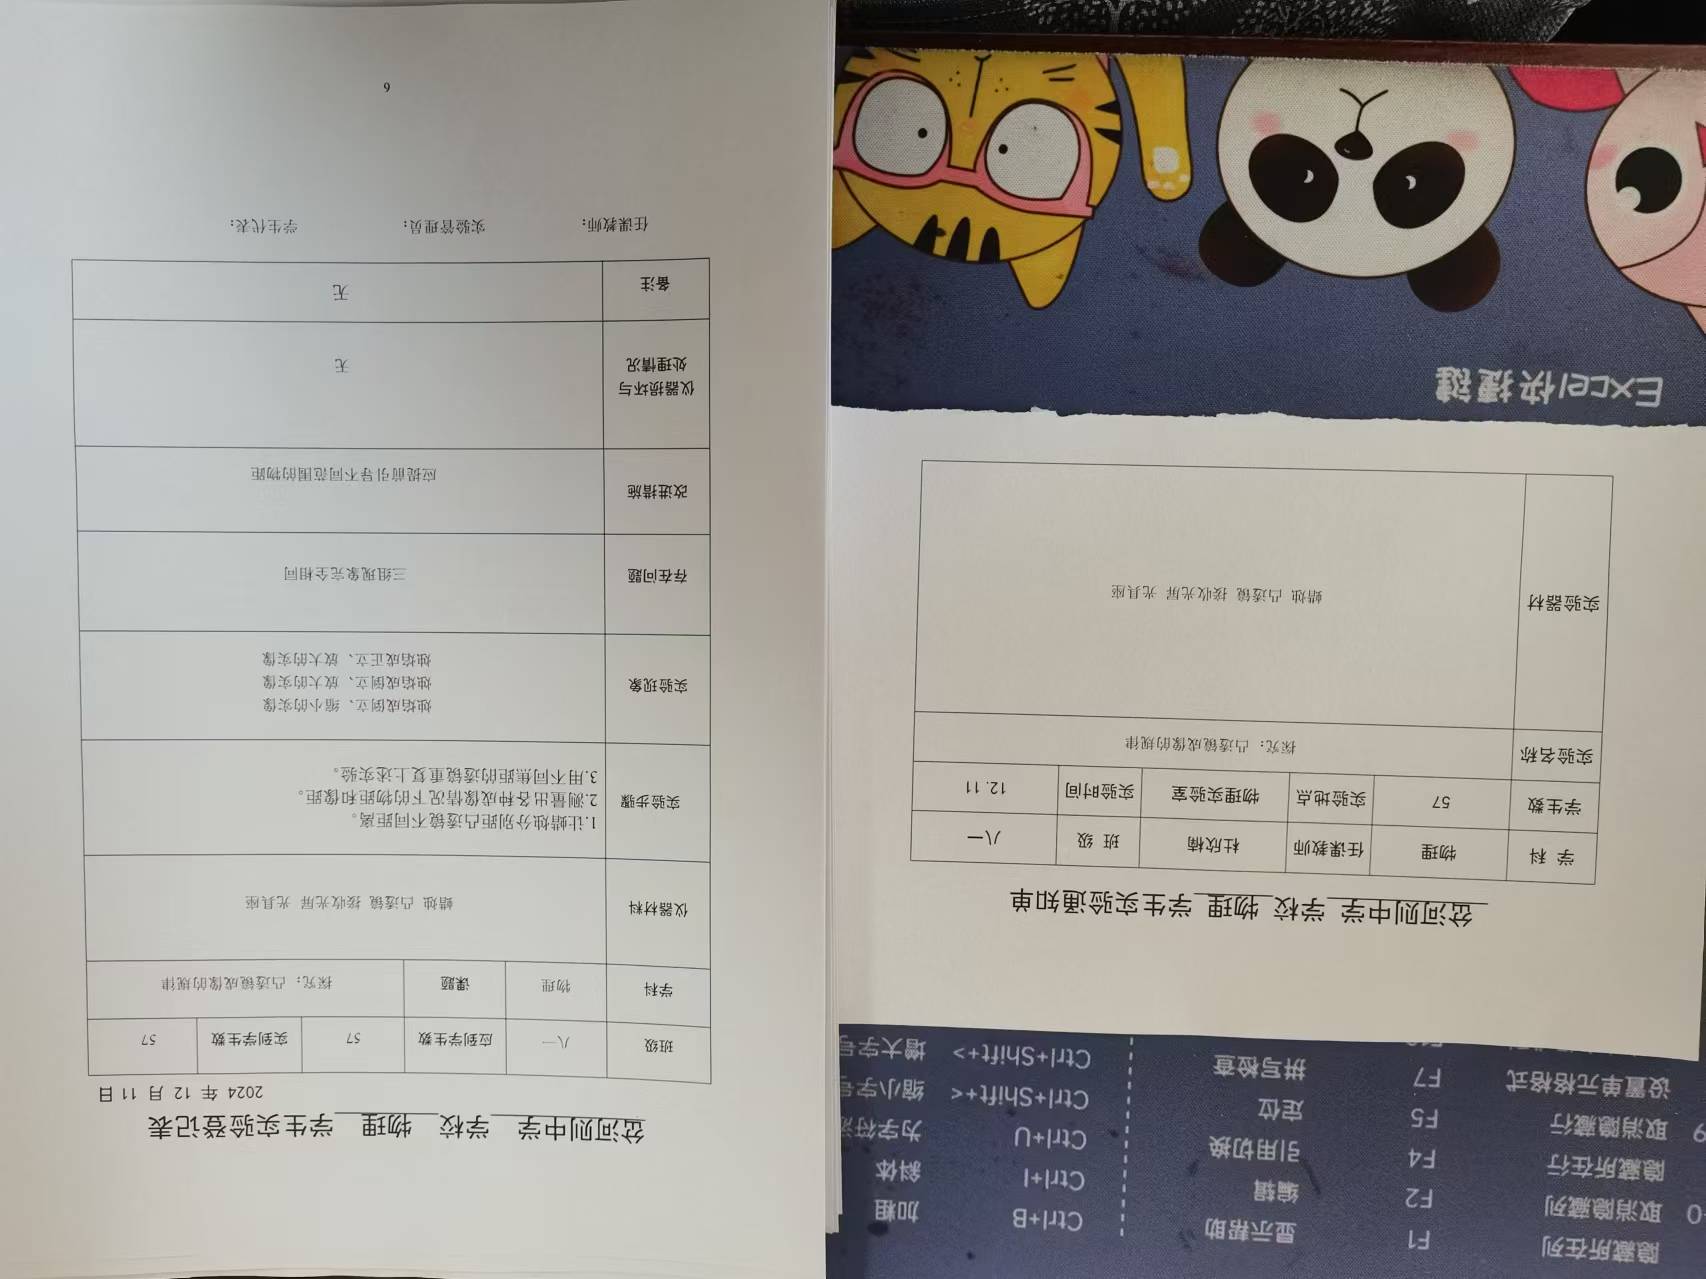 岔河则中学 学校 物理 学生实验登记表
2024 年 12 月 11 日
班级 八一 应到学生数 57 实到学生数 57
学科 物理 课题 探究：凸透镜成像的规律
仪器材料 蜡烛 凸透镜 接收光屏 光具座
实验步骤
1.让蜡烛分别距凸透镜不同距离。
2.测量出各种成像情况下的物距和像距。
3.用不同焦距的透镜重复上述实验。
实验现象
烛焰成倒立、缩小的实像
烛焰成倒立、放大的实像
烛焰成正立、放大的实像
存在问题 三组现象完全相同
改进措施 应提前引导不同范围的物距
仪器损坏与
处理情况
无
备注 无
任课教师： 实验管理员： 学生代表：
9
岔河则中学 学校 物理 学生实验通知单
学 科 物理 任课教师 杜欣楠 班 级 八一
学生数 57 实验地点 物理实验室 实验时间 12.11
实验名称 探究：凸透镜成像的规律
实验器材 蜡烛 凸透镜 接收光屏 光具座
隐藏所在列 F1 显示帮助 Ctrl+B 加粗
取消隐藏列 F2 编辑 Ctrl+I 斜体
隐藏所在行 F4 引用切换 Ctrl+U
9 取消隐藏行 F5 定位 Ctrl+Shift+< 缩小字号
设置单元格格式 F7 拼写检查 Ctrl+Shift+> 增大字号
Excel快捷键